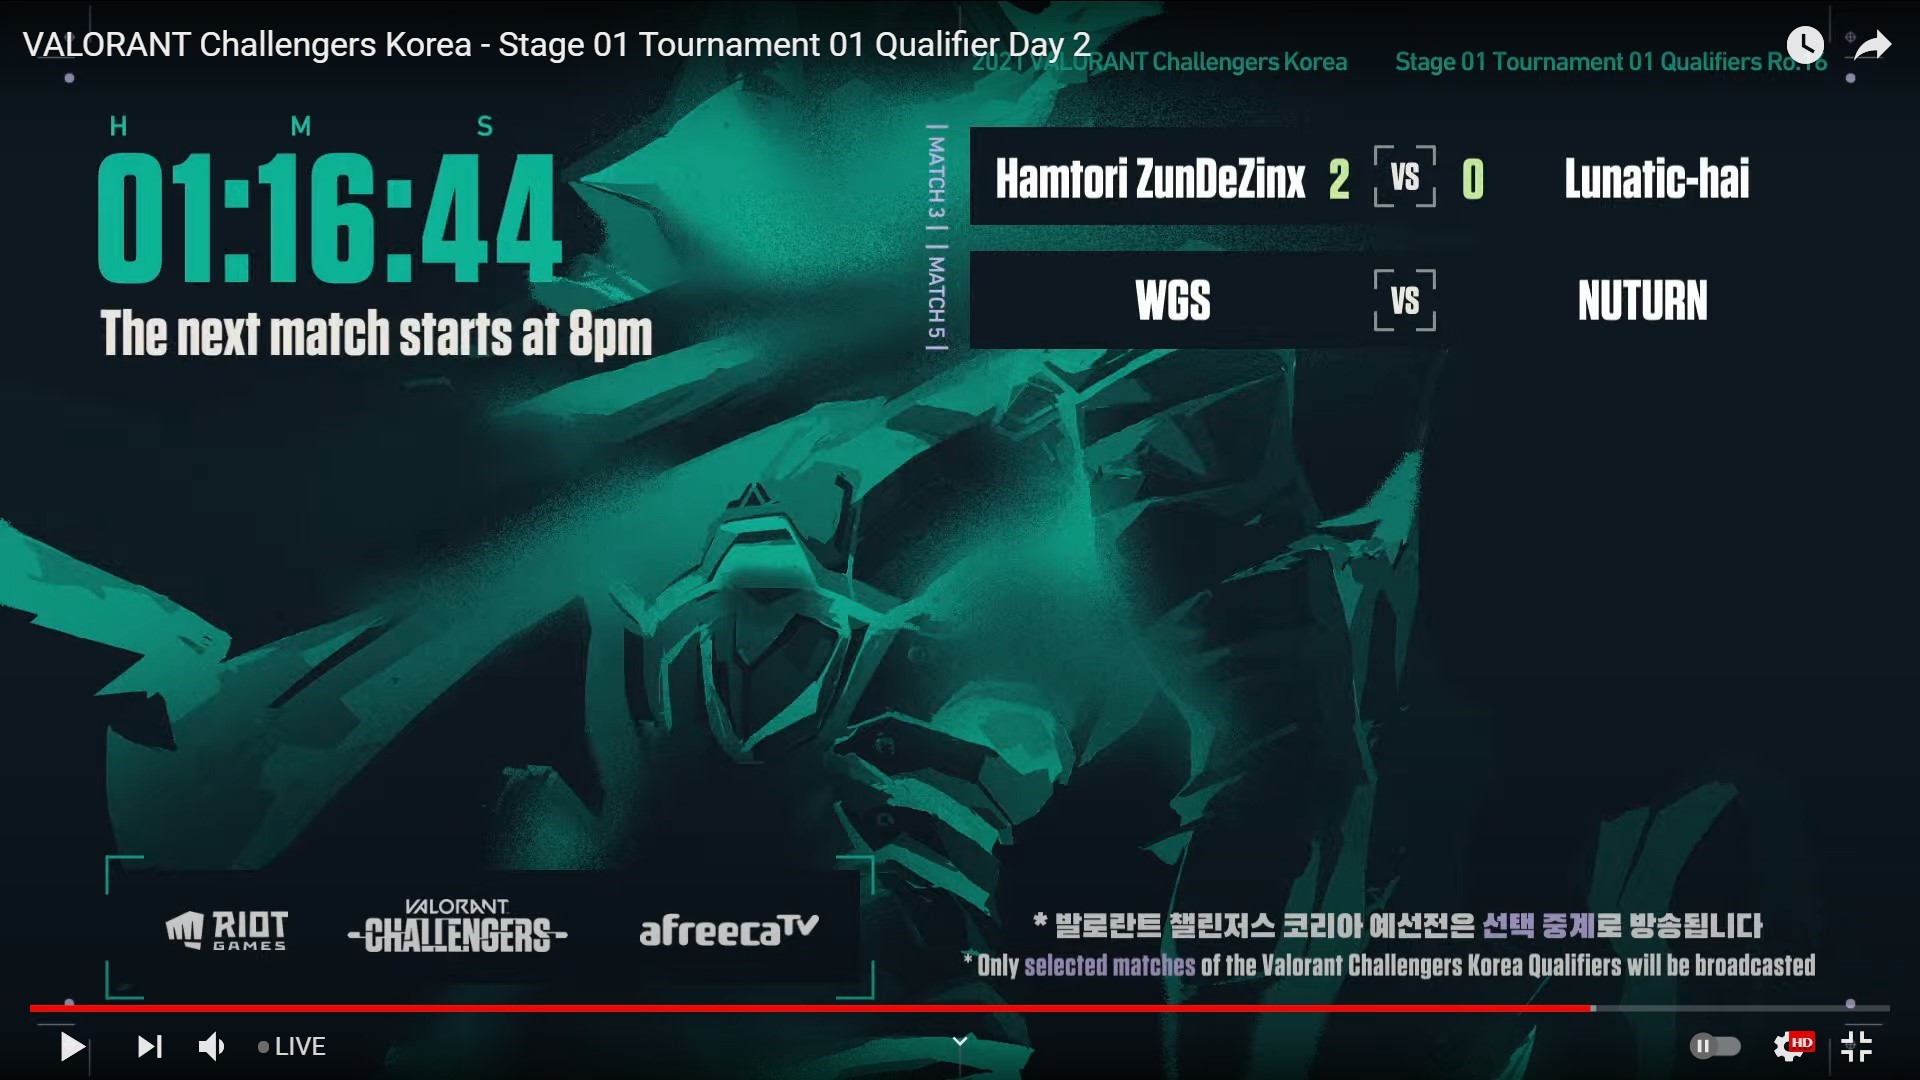 VALORANT Challengers Korea - Stage 01 Tournament 01 Qualifier Day 2
2021 VALORANT Challengers Korea
Stage 01 Tournament 01 Qualifiers Ro.16
H M S
01:16:44
The next match starts at 8pm
MATCH 3
Hamtori ZunDeZinx 2 VS 0 Lunatic-hai
MATCH 5
WGS VS NUTURN
RIOT GAMES
VALORANT CHALLENGERS
afreecaTV
* 발로란트 챌린저스 코리아 예선전은 선택 중계로 방송됩니다
* Only selected matches of the Valorant Challengers Korea Qualifiers will be broadcasted
LIVE
HD